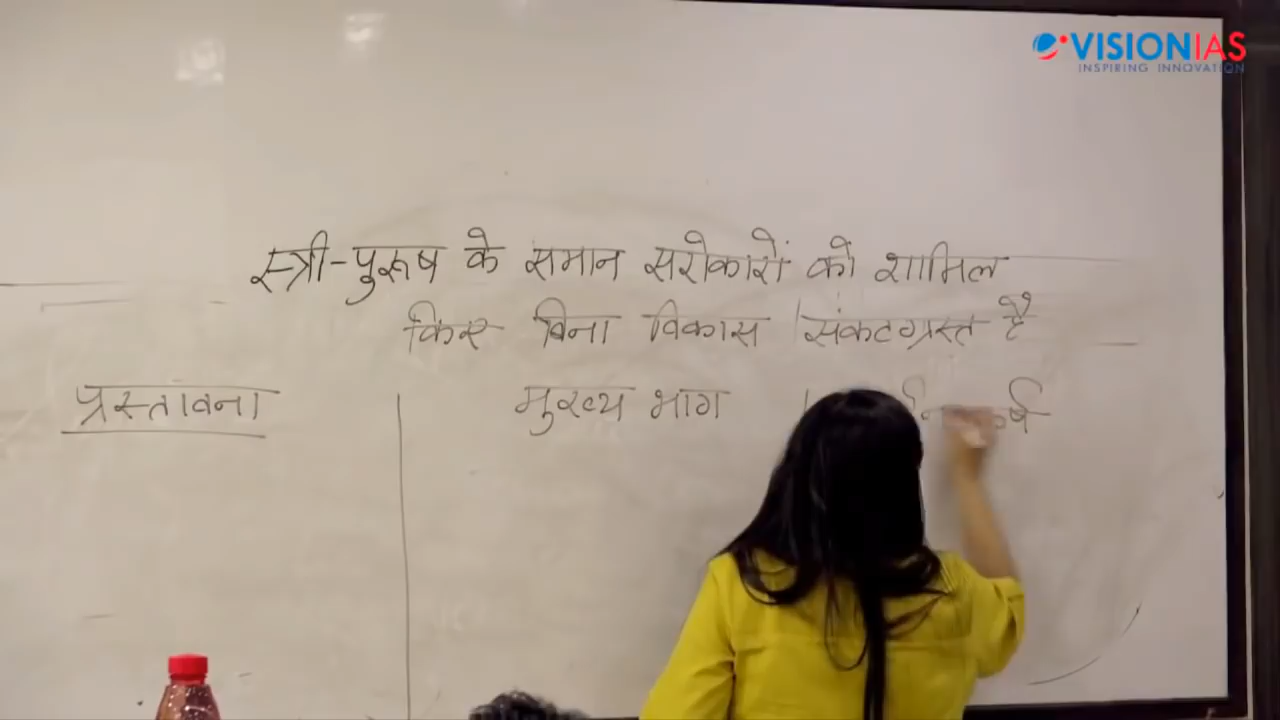 VISIONIAS
INSPIRING INNOVATION
स्त्री-पुरूष के समान सरोकारों को शामिल
किए बिना विकास संकटग्रस्त है
प्रस्तावना
मुख्य भाग